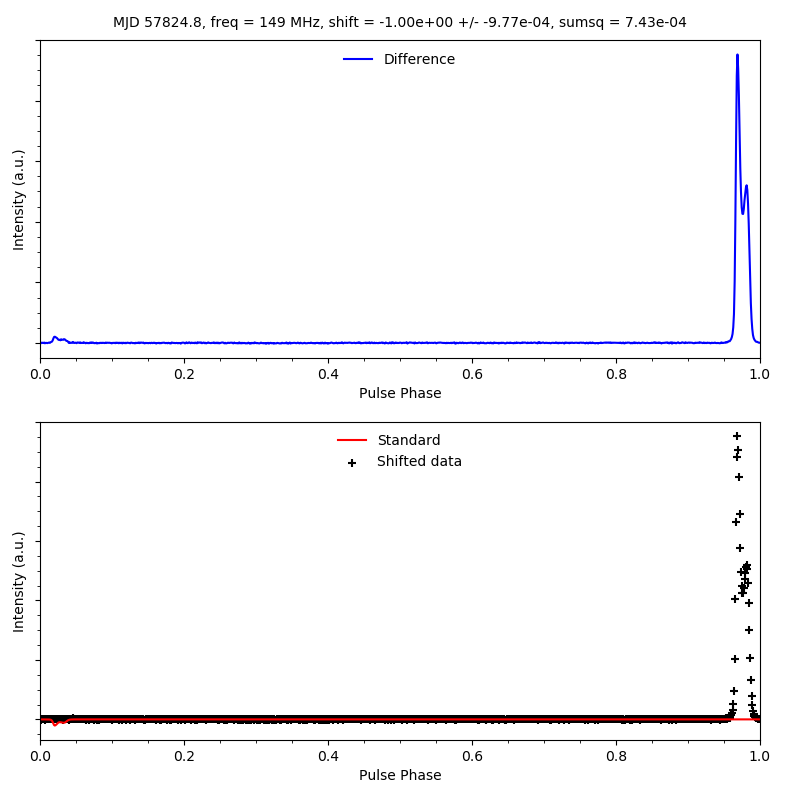 MJD 57824.8, freq = 149 MHz, shift = -1.00e+00 +/- -9.77e-04, sumsq = 7.43e-04
Difference
Intensity (a.u.)
0.0 0.2 0.4 0.6 0.8 1.0
Pulse Phase
Standard
Shifted data
Intensity (a.u.)
0.0 0.2 0.4 0.6 0.8 1.0
Pulse Phase